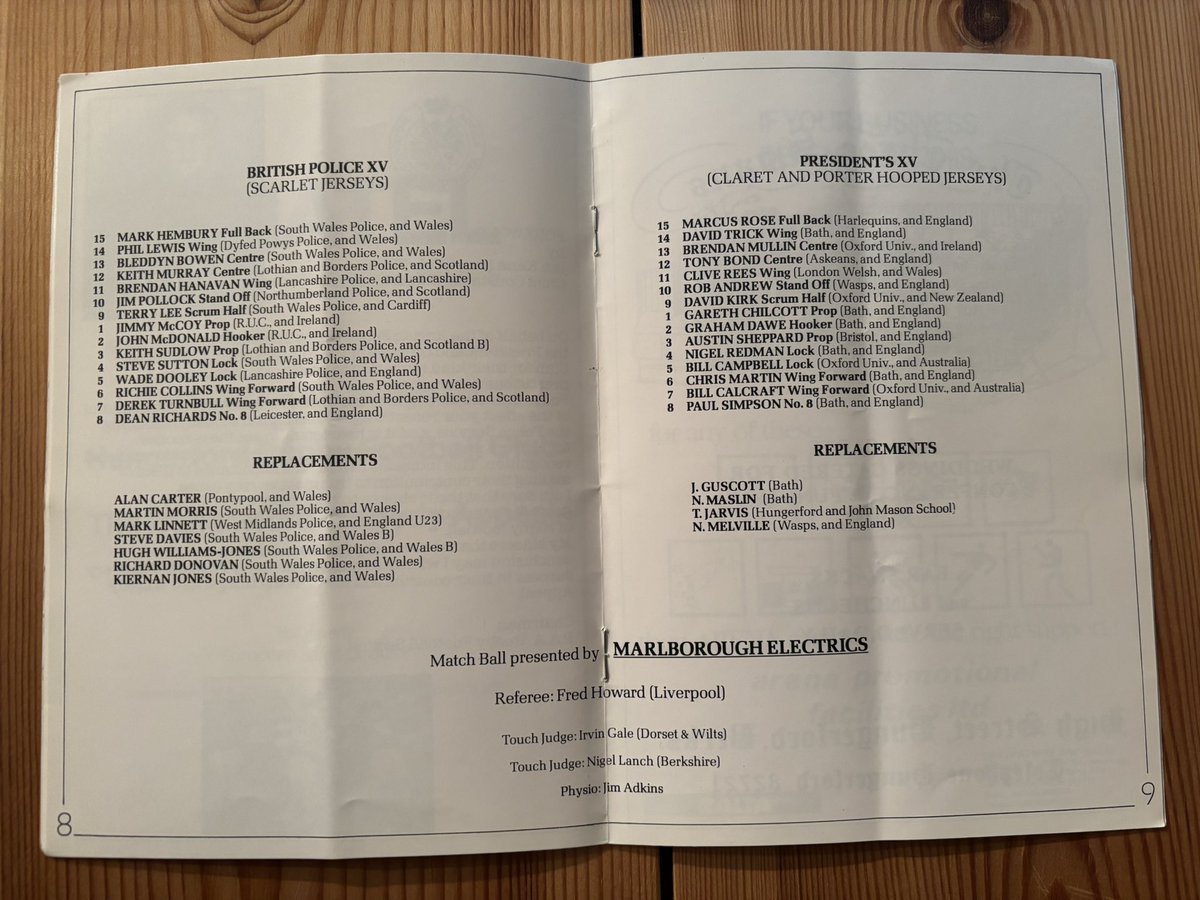 BRITISH POLICE XV
(SCARLET JERSEYS)
15 MARK HEMBURY Full Back (South Wales Police, and Wales)
14 PHIL LEWIS Wing (Dyfed Powys Police, and Wales)
13 BLEDDYN BOWEN Centre (South Wales Police, and Wales)
12 KEITH MURRAY Centre (Lothian and Borders Police, and Scotland)
11 BRENDAN HANAVAN Wing (Lancashire Police, and Lancashire)
10 JIM POLLOCK Stand Off (Northumberland Police, and Scotland)
9 TERRY LEE Scrum Half (South Wales Police, and Cardiff)
1 JIMMY McCOY Prop (R.U.C., and Ireland)
2 JOHN McDONALD Hooker (R.U.C., and Ireland)
3 KEITH SUDLOW Prop (Lothian and Borders Police, and Scotland B)
4 STEVE SUTTON Lock (South Wales Police, and Wales)
5 WADE DOOLEY Lock (Lancashire Police, and England)
6 RICHIE COLLINS Wing Forward (South Wales Police, and Wales)
7 DEREK TURNBULL Wing Forward (Lothian and Borders Police, and Scotland)
8 DEAN RICHARDS No. 8 (Leicester, and England)
REPLACEMENTS
ALAN CARTER (Pontypool, and Wales)
MARTIN MORRIS (South Wales Police, and Wales)
MARK LINNETT (West Midlands Police, and England U23)
STEVE DAVIES (South Wales Police, and Wales B)
HUGH WILLIAMS-JONES (South Wales Police, and Wales B)
RICHARD DONOVAN (South Wales Police, and Wales)
KIERNAN JONES (South Wales Police, and Wales)
PRESIDENT'S XV
(CLARET AND PORTER HOOPED JERSEYS)
15 MARCUS ROSE Full Back (Harlequins, and England)
14 DAVID TRICK Wing (Bath, and England)
13 BRENDAN MULLIN Centre (Oxford Univ., and Ireland)
12 TONY BOND Centre (Askeans, and England)
11 CLIVE REES Wing (London Welsh, and Wales)
10 ROB ANDREW Stand Off (Wasps, and England)
9 DAVID KIRK Scrum Half (Oxford Univ., and New Zealand)
1 GARETH CHILCOTT Prop (Bath, and England)
2 GRAHAM DAWE Hooker (Bath, and England)
3 AUSTIN SHEPPARD Prop (Bristol, and England)
4 NIGEL REDMAN Lock (Bath, and England)
5 BILL CAMPBELL Lock (Oxford Univ., and Australia)
6 CHRIS MARTIN Wing Forward (Bath, and England)
7 BILL CALCRAFT Wing Forward (Oxford Univ., and Australia)
8 PAUL SIMPSON No. 8 (Bath, and England)
REPLACEMENTS
J. GUSCOTT (Bath)
N. MASLIN (Bath)
T. JARVIS (Hungerford and John Mason School)
N. MELVILLE (Wasps, and England)
Match Ball presented by MARLBOROUGH ELECTRICS
Referee: Fred Howard (Liverpool)
Touch Judge: Irvin Gale (Dorset & Wilts)
Touch Judge: Nigel Lanch (Berkshire)
Physio: Jim Adkins
8
9